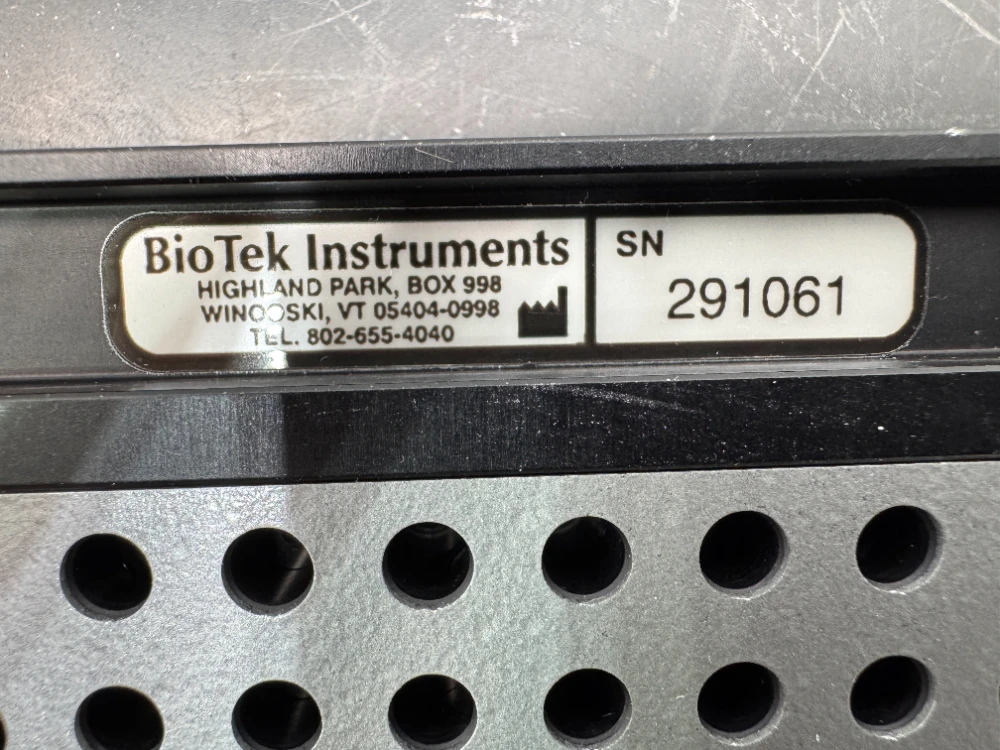 BioTek Instruments
HIGHLAND PARK, BOX 998
WINOOSKI, VT 05404-0998
TEL. 802-655-4040
SN
291061